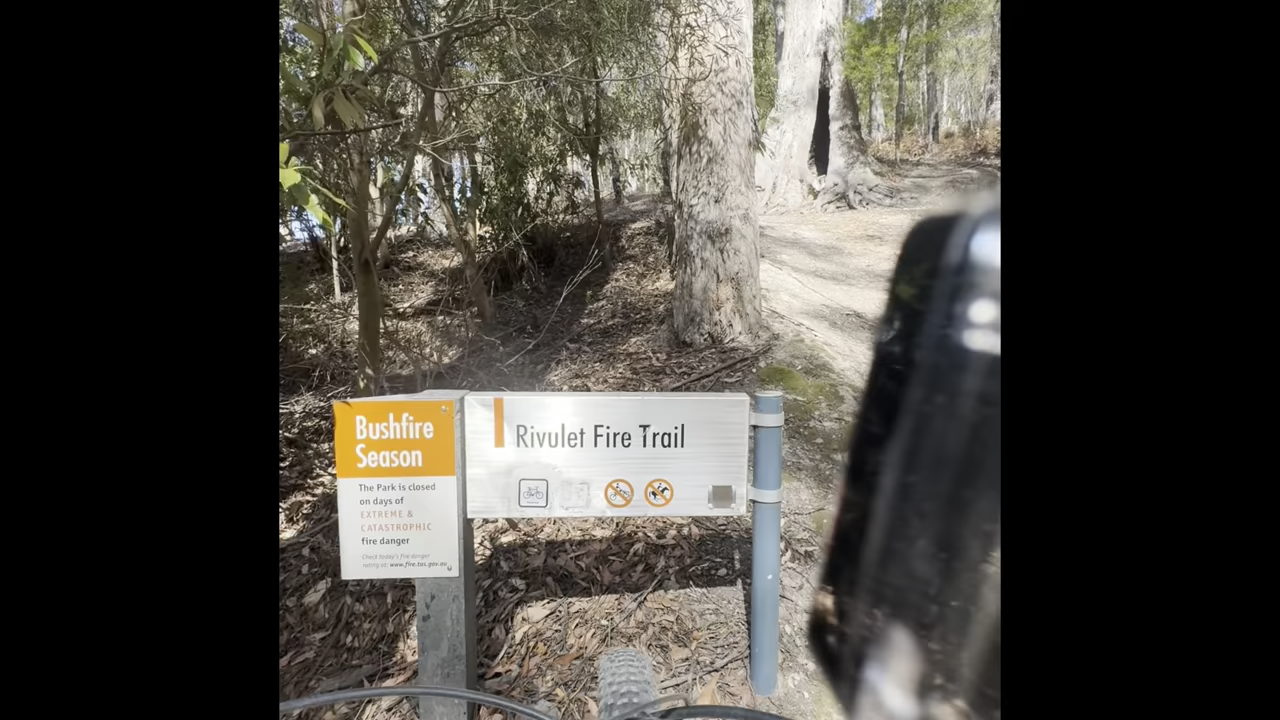 Bushfire
Season
The Park is closed
on days of
EXTREME &
CATASTROPHIC
fire danger
Check today's fire danger
rating at: www.fire.tas.gov.au
Rivulet Fire Trail